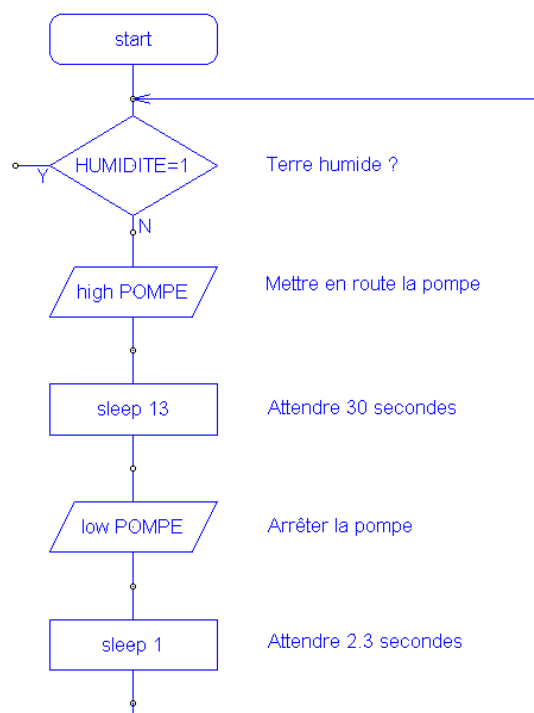 start
HUMIDITE=1
Terre humide ?
Y
N
high POMPE
Mettre en route la pompe
sleep 13
Attendre 30 secondes
low POMPE
Arrêter la pompe
sleep 1
Attendre 2.3 secondes